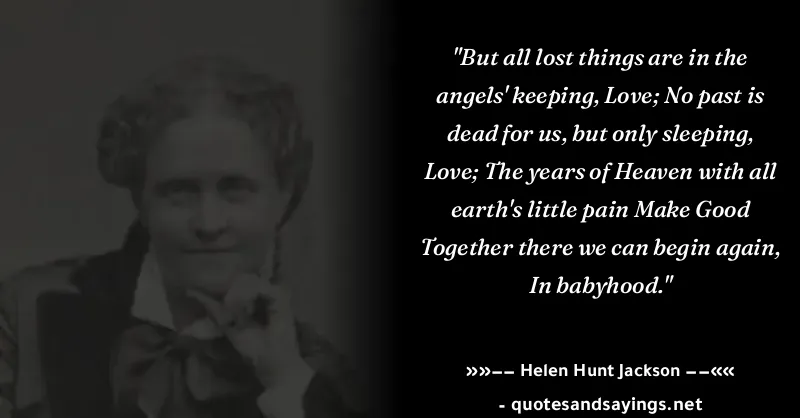 "But all lost things are in the
angels' keeping, Love; No past is
dead for us, but only sleeping,
Love; The years of Heaven with all
earth's little pain Make Good
Together there we can begin again,
In babyhood."
»»−− Helen Hunt Jackson −−««
- quotesandsayings.net